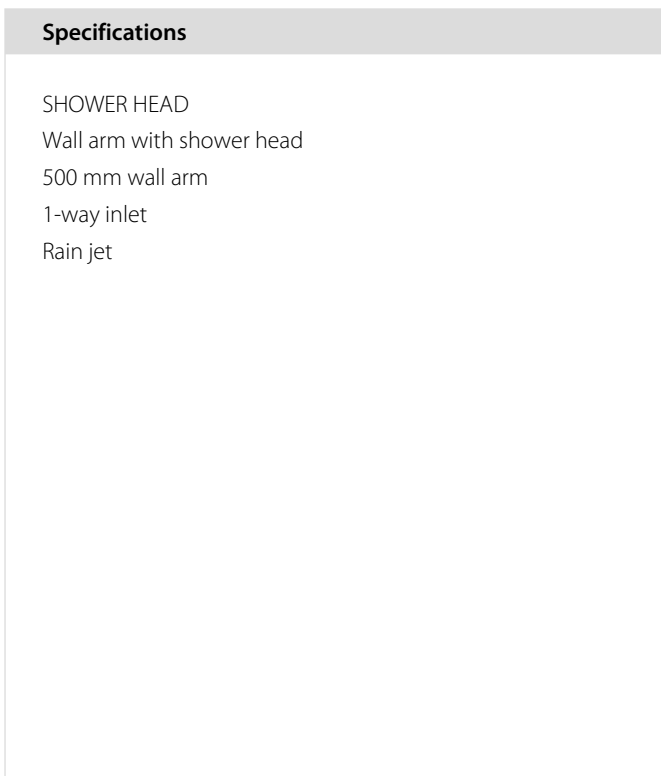 Specifications
SHOWER HEAD
Wall arm with shower head
500 mm wall arm
1-way inlet
Rain jet